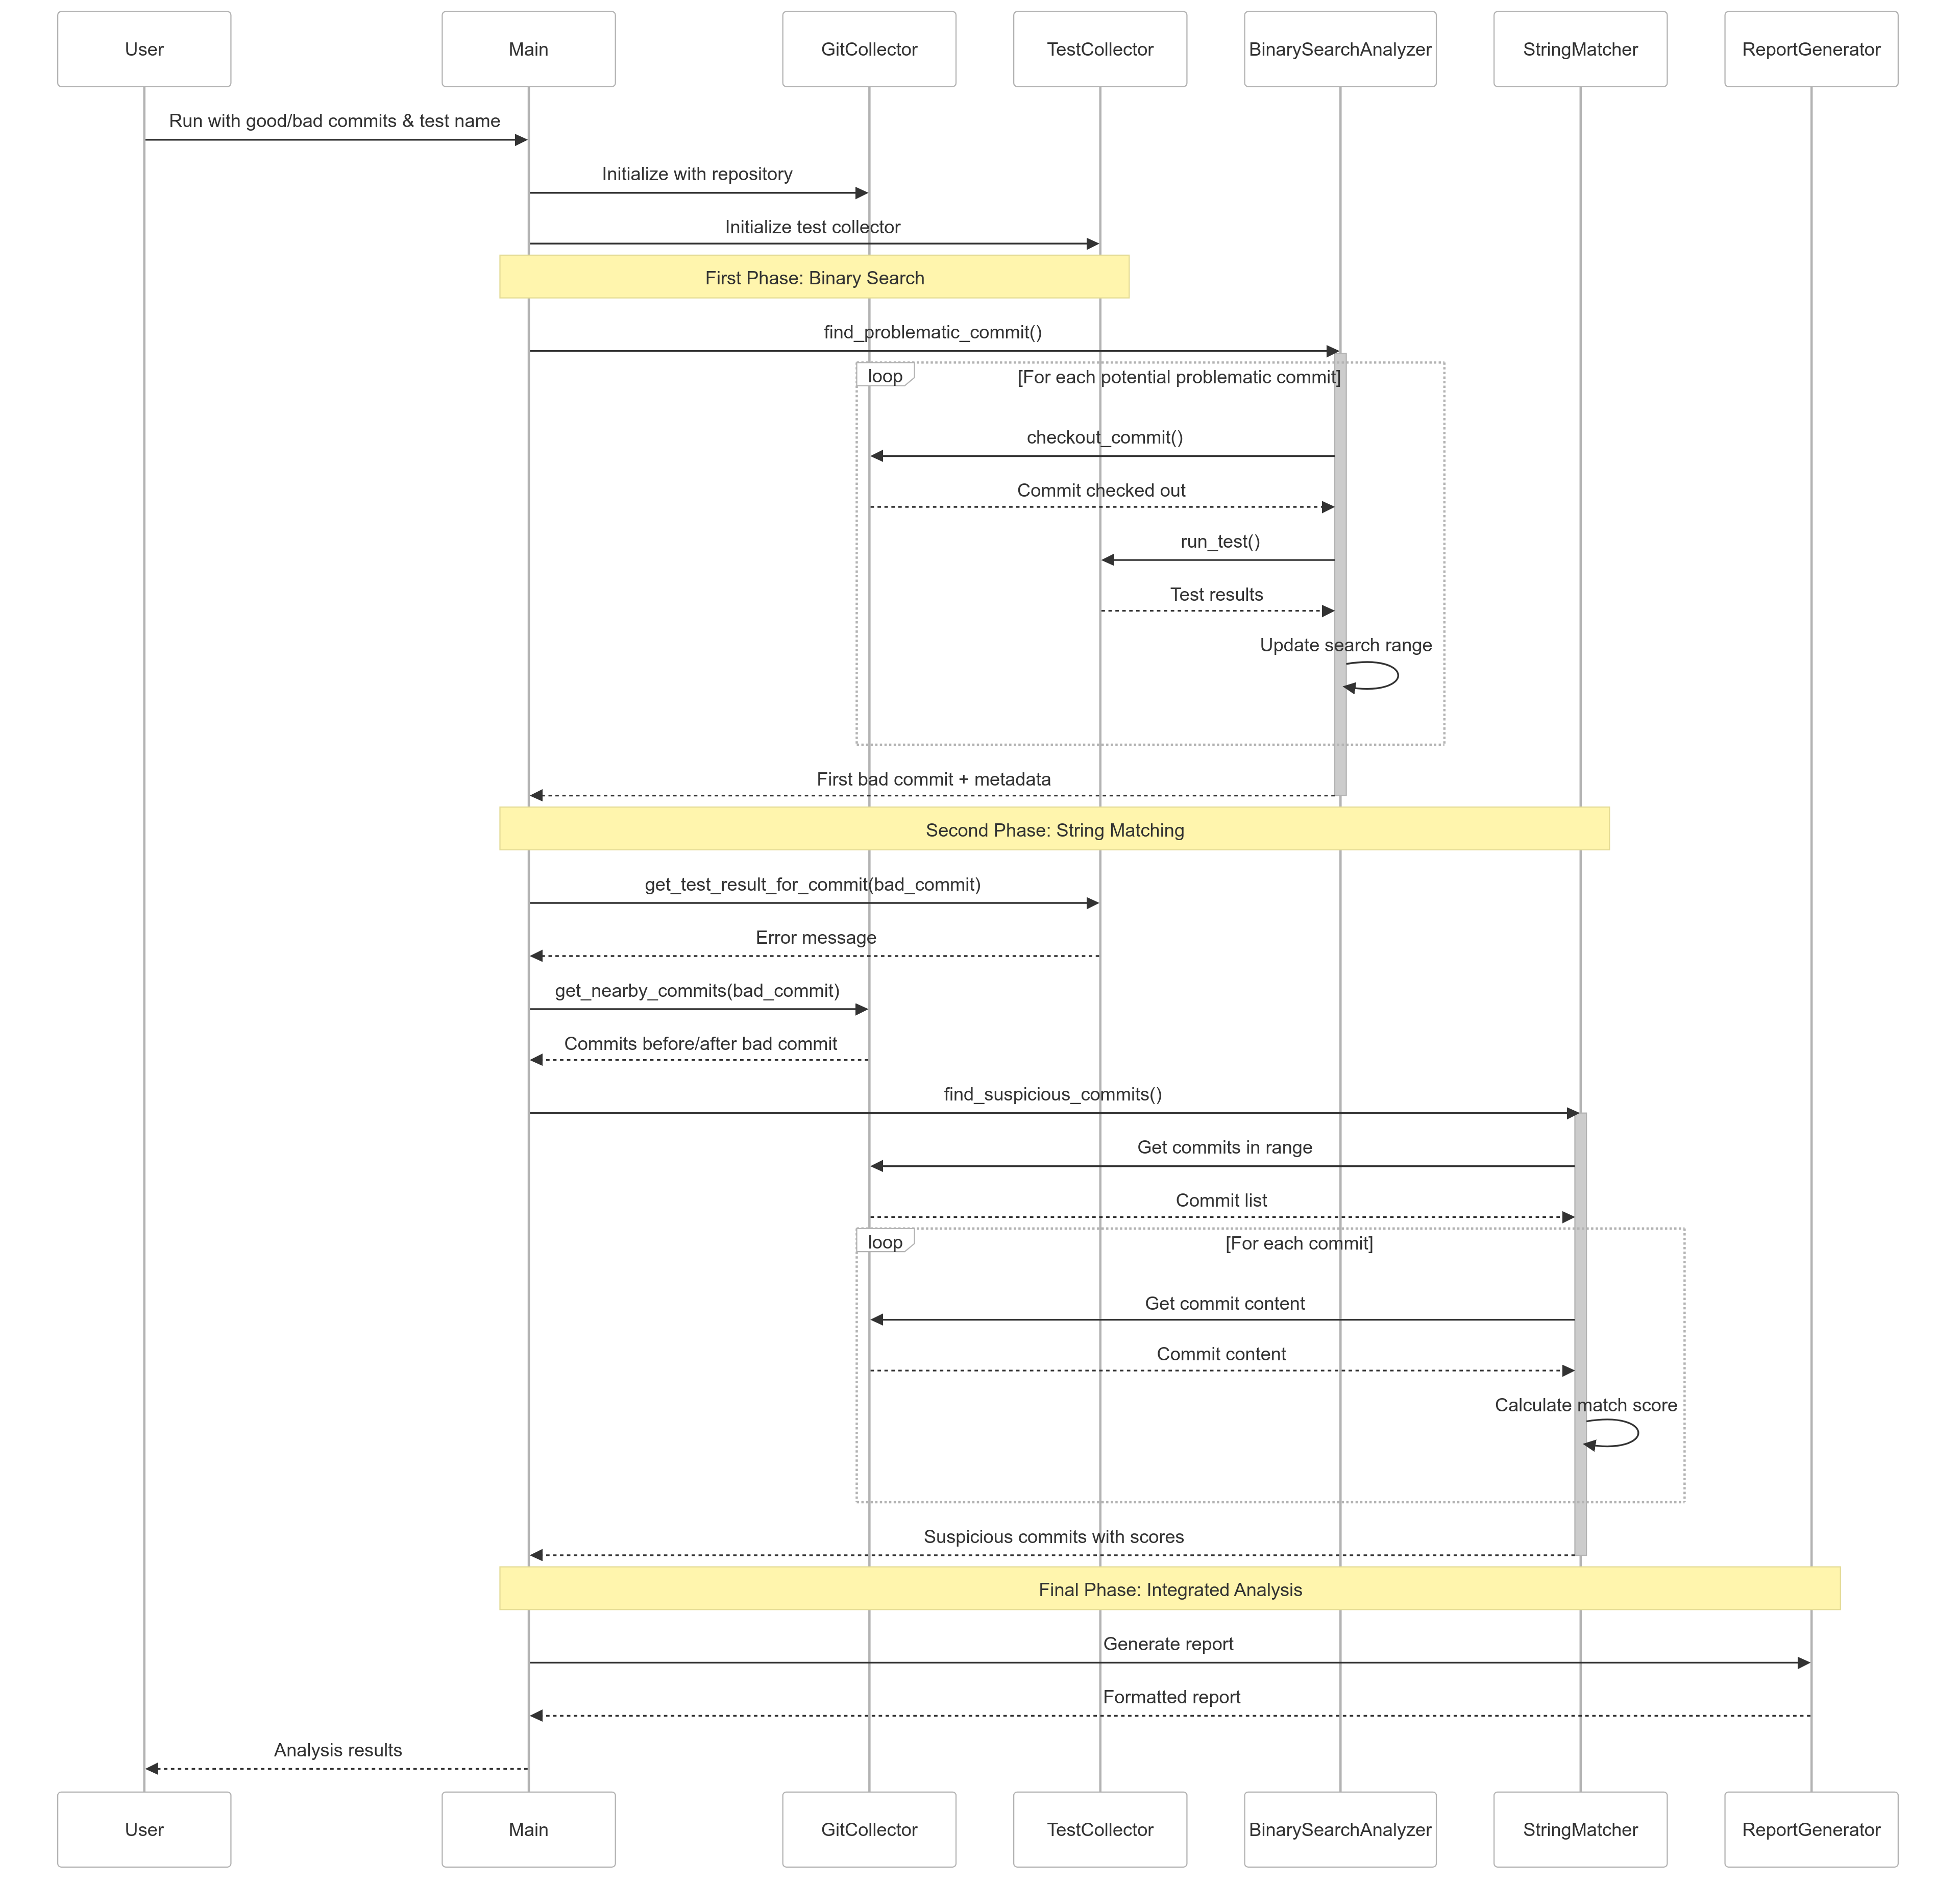 User
Main
GitCollector
TestCollector
BinarySearchAnalyzer
StringMatcher
ReportGenerator
Run with good/bad commits & test name
Initialize with repository
Initialize test collector
First Phase: Binary Search
find_problematic_commit()
loop
[For each potential problematic commit]
checkout_commit()
Commit checked out
run_test()
Test results
Update search range
First bad commit + metadata
Second Phase: String Matching
get_test_result_for_commit(bad_commit)
Error message
get_nearby_commits(bad_commit)
Commits before/after bad commit
find_suspicious_commits()
Get commits in range
Commit list
loop
[For each commit]
Get commit content
Commit content
Calculate match score
Suspicious commits with scores
Final Phase: Integrated Analysis
Generate report
Formatted report
Analysis results
User
Main
GitCollector
TestCollector
BinarySearchAnalyzer
StringMatcher
ReportGenerator